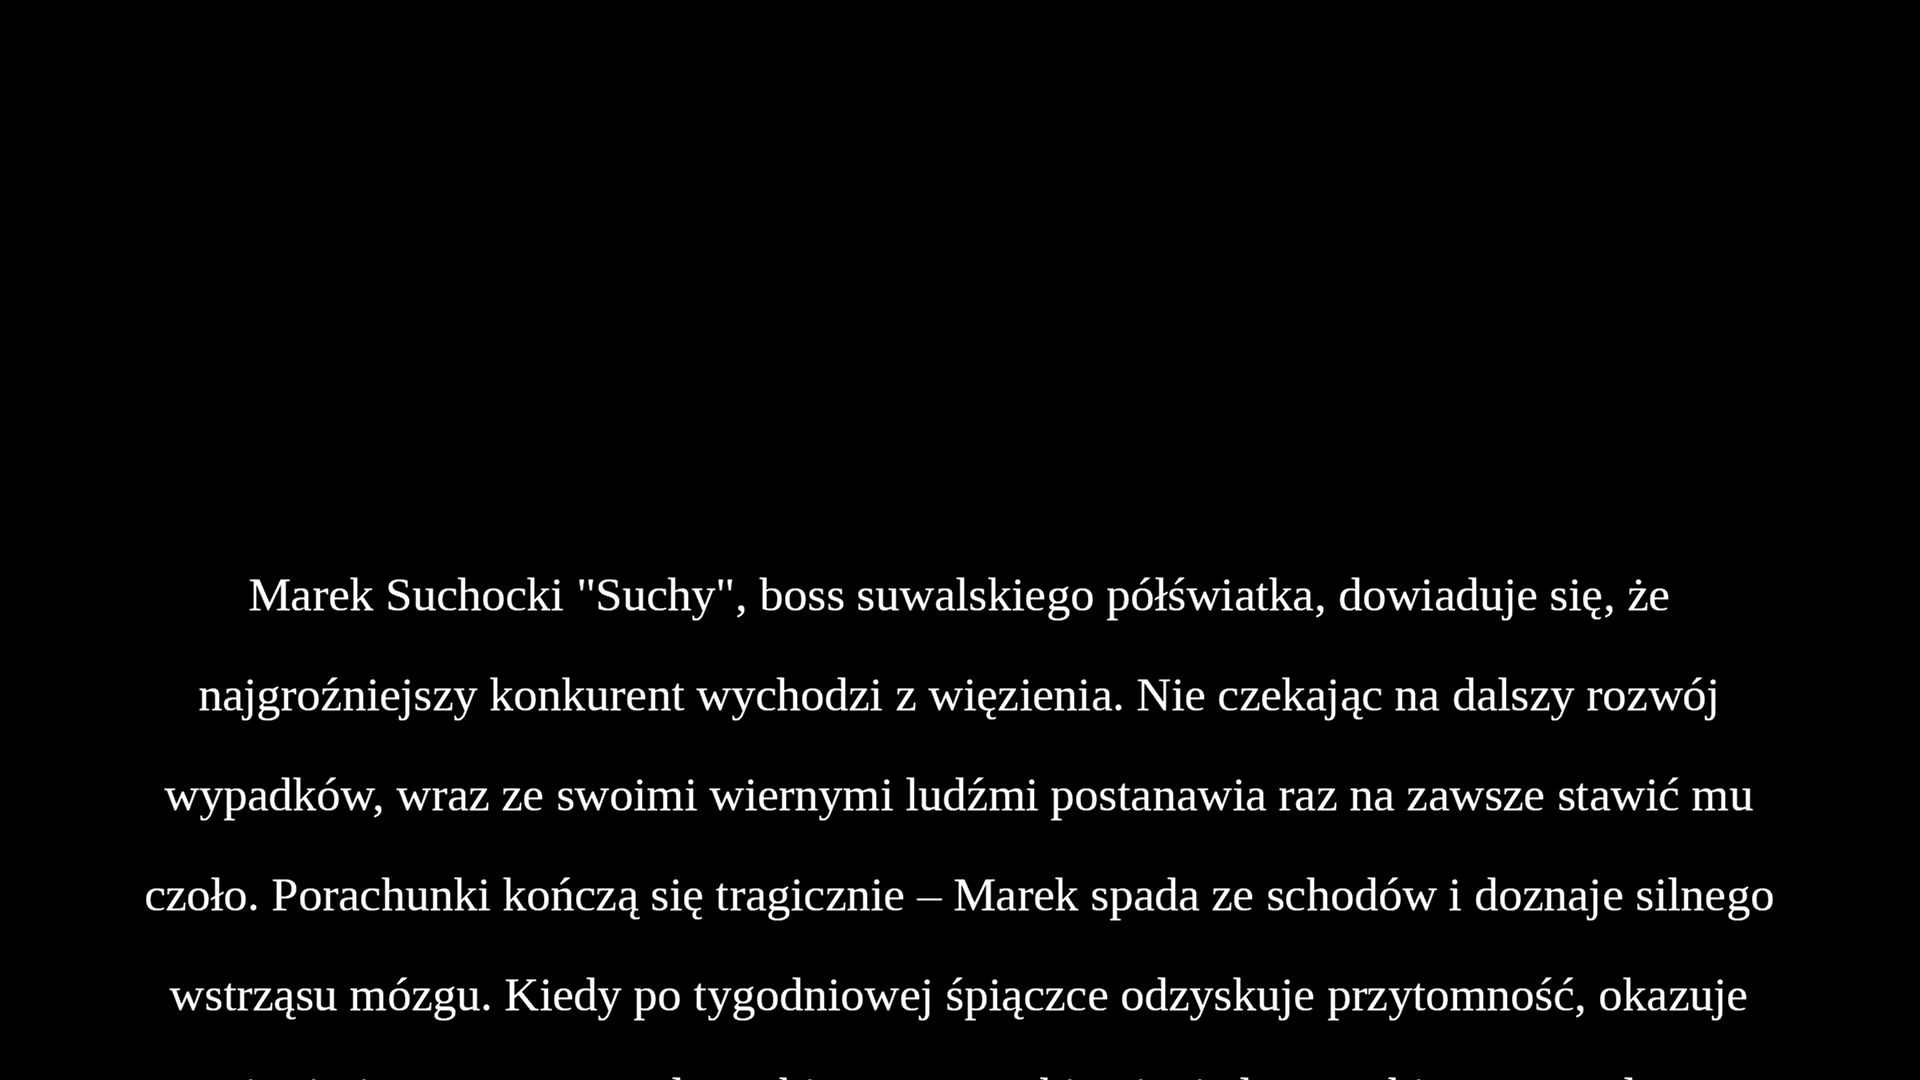 Marek Suchocki "Suchy", boss suwalskiego półświatka, dowiaduje się, że
najgroźniejszy konkurent wychodzi z więzienia. Nie czekając na dalszy rozwój
wypadków, wraz ze swoimi wiernymi ludźmi postanawia raz na zawsze stawić mu
czoło. Porachunki kończą się tragicznie – Marek spada ze schodów i doznaje silnego
wstrząsu mózgu. Kiedy po tygodniowej śpiączce odzyskuje przytomność, okazuje